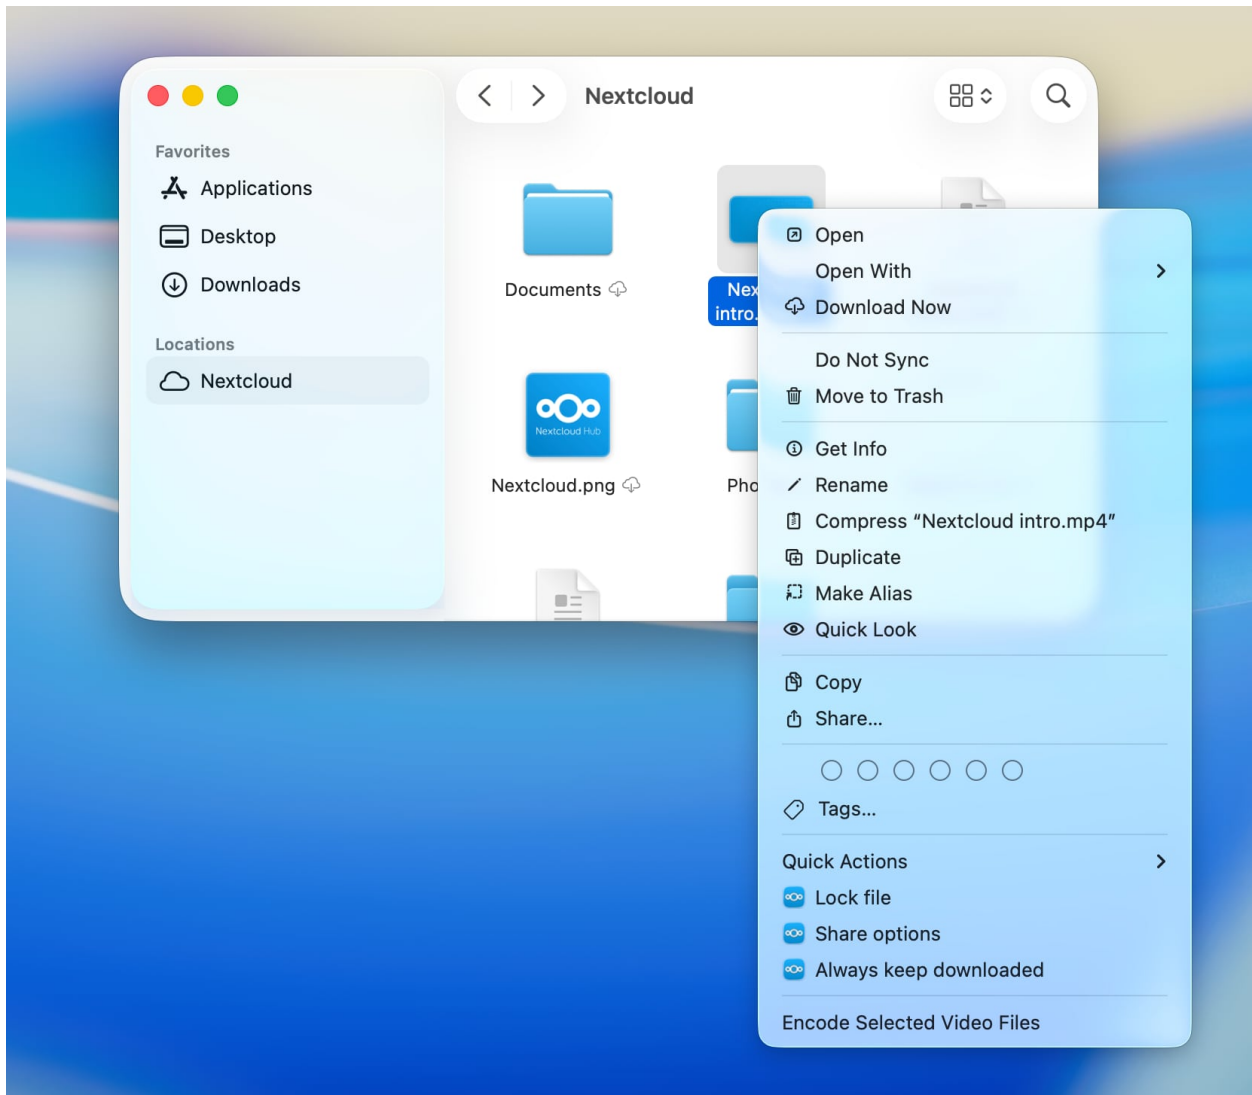 Nextcloud
Favorites
Applications
Desktop
Downloads
Locations
Nextcloud
Documents
Nex
intro.
Nextcloud Hub
Nextcloud.png
Pho
Open
Open With
Download Now
Do Not Sync
Move to Trash
Get Info
Rename
Compress “Nextcloud intro.mp4”
Duplicate
Make Alias
Quick Look
Copy
Share...
Tags...
Quick Actions
Lock file
Share options
Always keep downloaded
Encode Selected Video Files